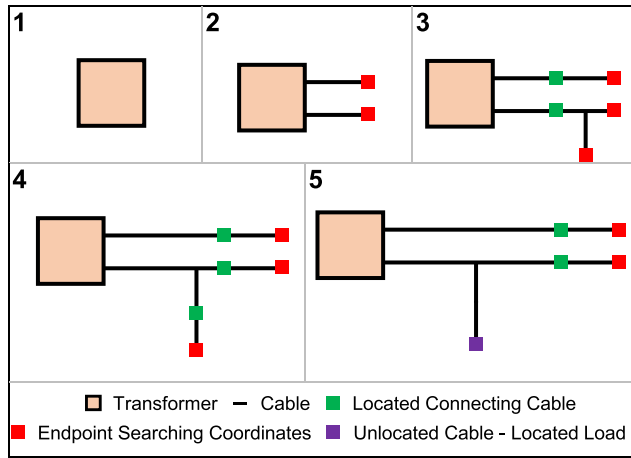 1
2
3
4
5
Transformer
Cable
Located Connecting Cable
Endpoint Searching Coordinates
Unlocated Cable - Located Load